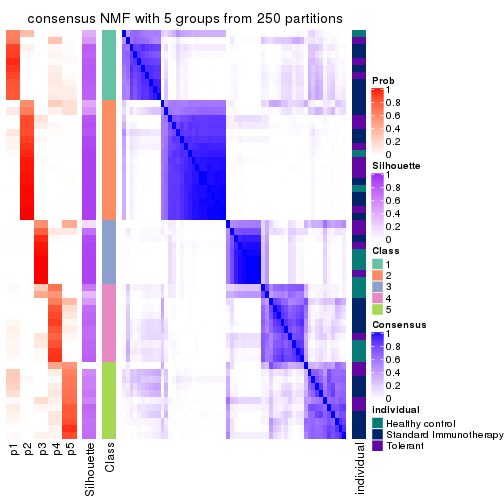 consensus NMF with 5 groups from 250 partitions
Prob
1
0.8
0.6
0.4
0.2
0
Silhouette
1
0.8
0.6
0.4
0.2
0
Class
1
2
3
4
5
Consensus
1
0.8
0.6
0.4
0.2
0
individual
Healthy control
Standard Immunotherapy
Tolerant
p1
p2
p3
p4
p5
Silhouette
Class
individual